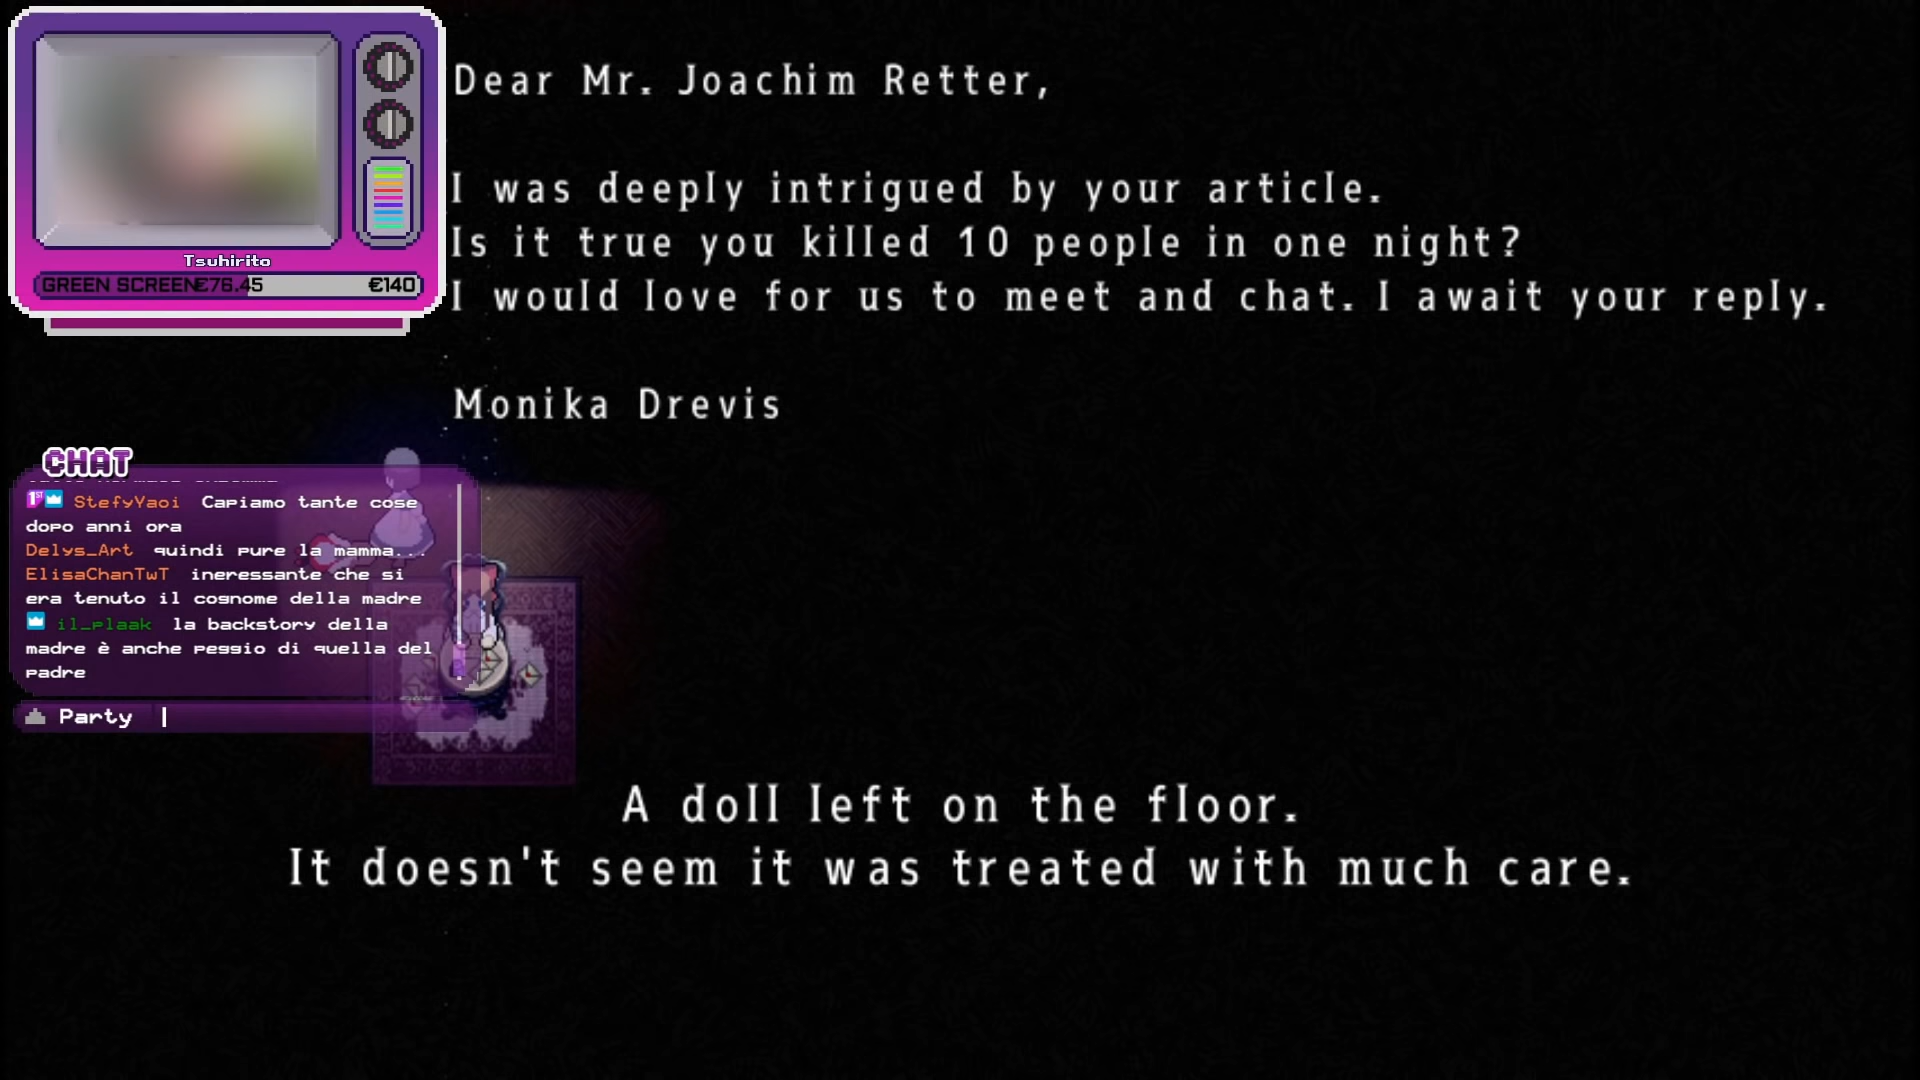 Dear Mr. Joachim Retter,
I was deeply intrigued by your article.
Is it true you killed 10 people in one night?
I would love for us to meet and chat. I await your reply.
Monika Drevis
Tsuhirito
GREEN SCREEN €76.45 €140
CHAT
1ST StefyYaoi Capiamo tante cose
dopo anni ora
Delys_Art quindi pure la mamma...
ElisaChanTwT ineressante che si
era tenuto il cognome della madre
il_plaak la backstory della
madre è anche peggio di quella del
padre
Party
A doll left on the floor.
It doesn't seem it was treated with much care.